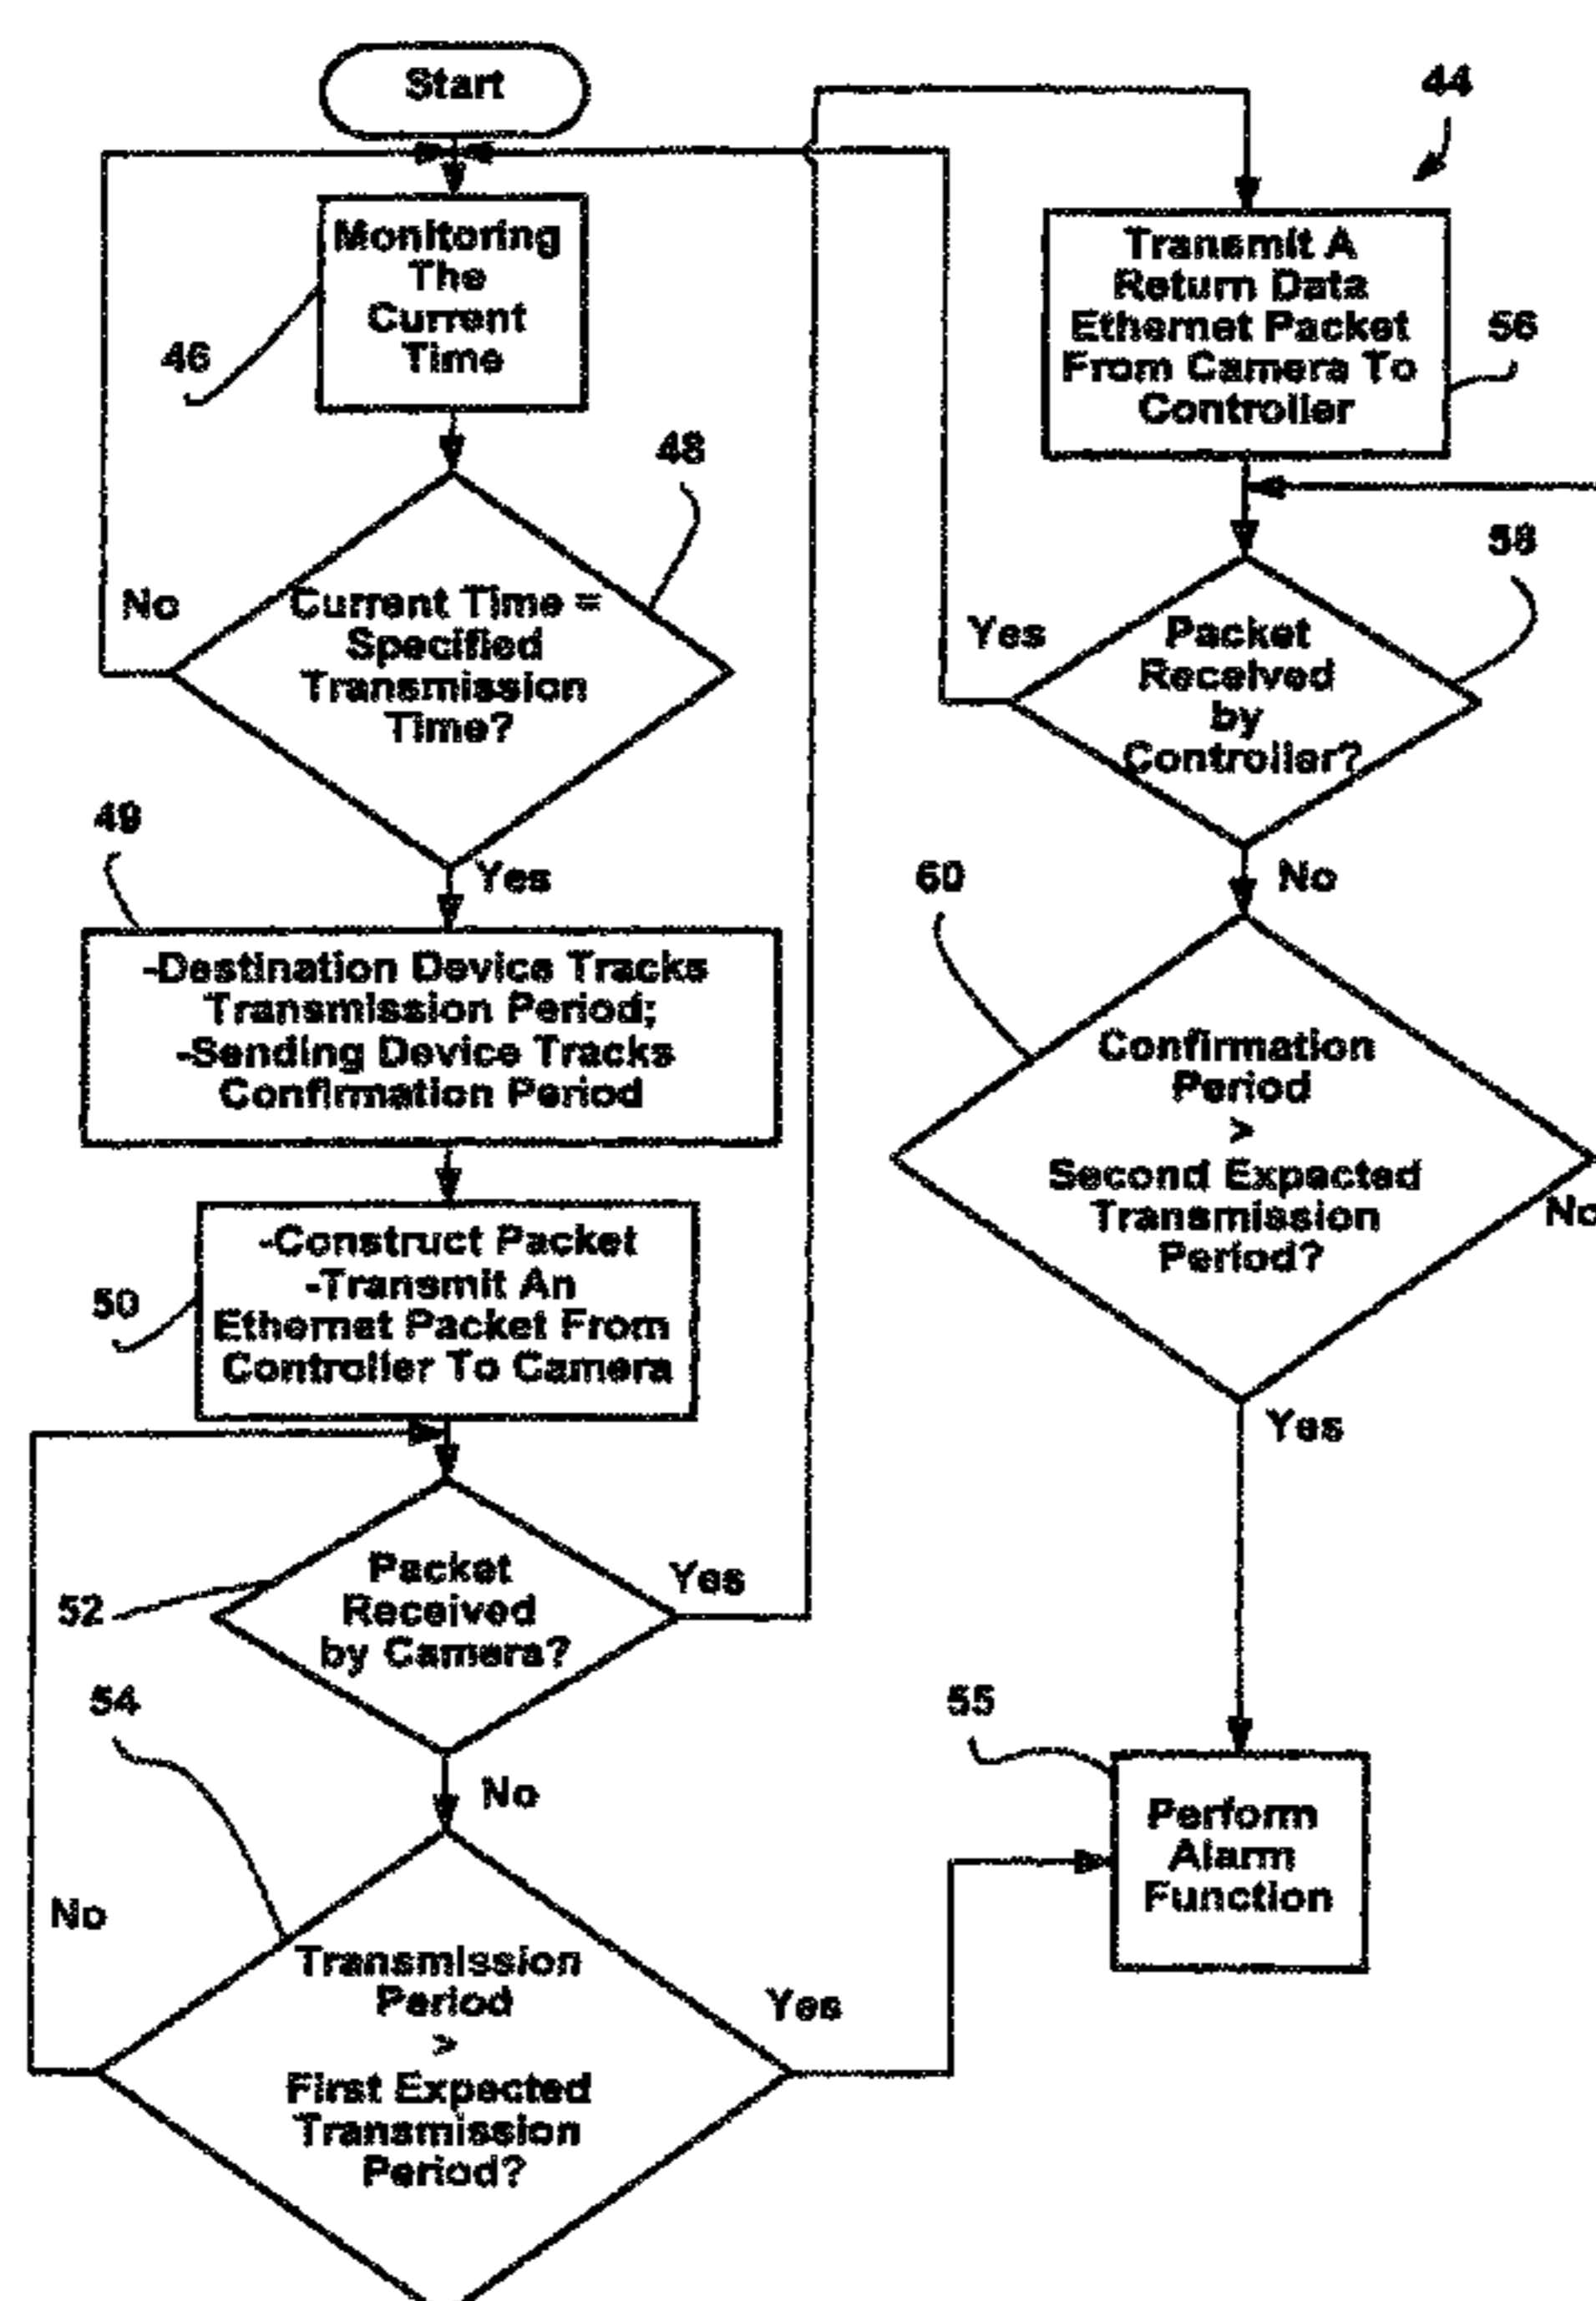 Start
Monitoring
The
Current
Time
46
48
Current Time =
Specified
Transmission
Time?
No
Yes
49
-Destination Device Tracks
Transmission Period;
-Sending Device Tracks
Confirmation Period
-Construct Packet
-Transmit An
Ethernet Packet From
Controller To Camera
50
Packet
Received
by Camera?
52
Yes
No
54
Transmission
Period
>
First Expected
Transmission
Period?
No
Yes
44
Transmit A
Return Data
Ethernet Packet
From Camera To
Controller
56
58
Packet
Received
by
Controller?
Yes
No
60
Confirmation
Period
>
Second Expected
Transmission
Period?
No
Yes
55
Perform
Alarm
Function